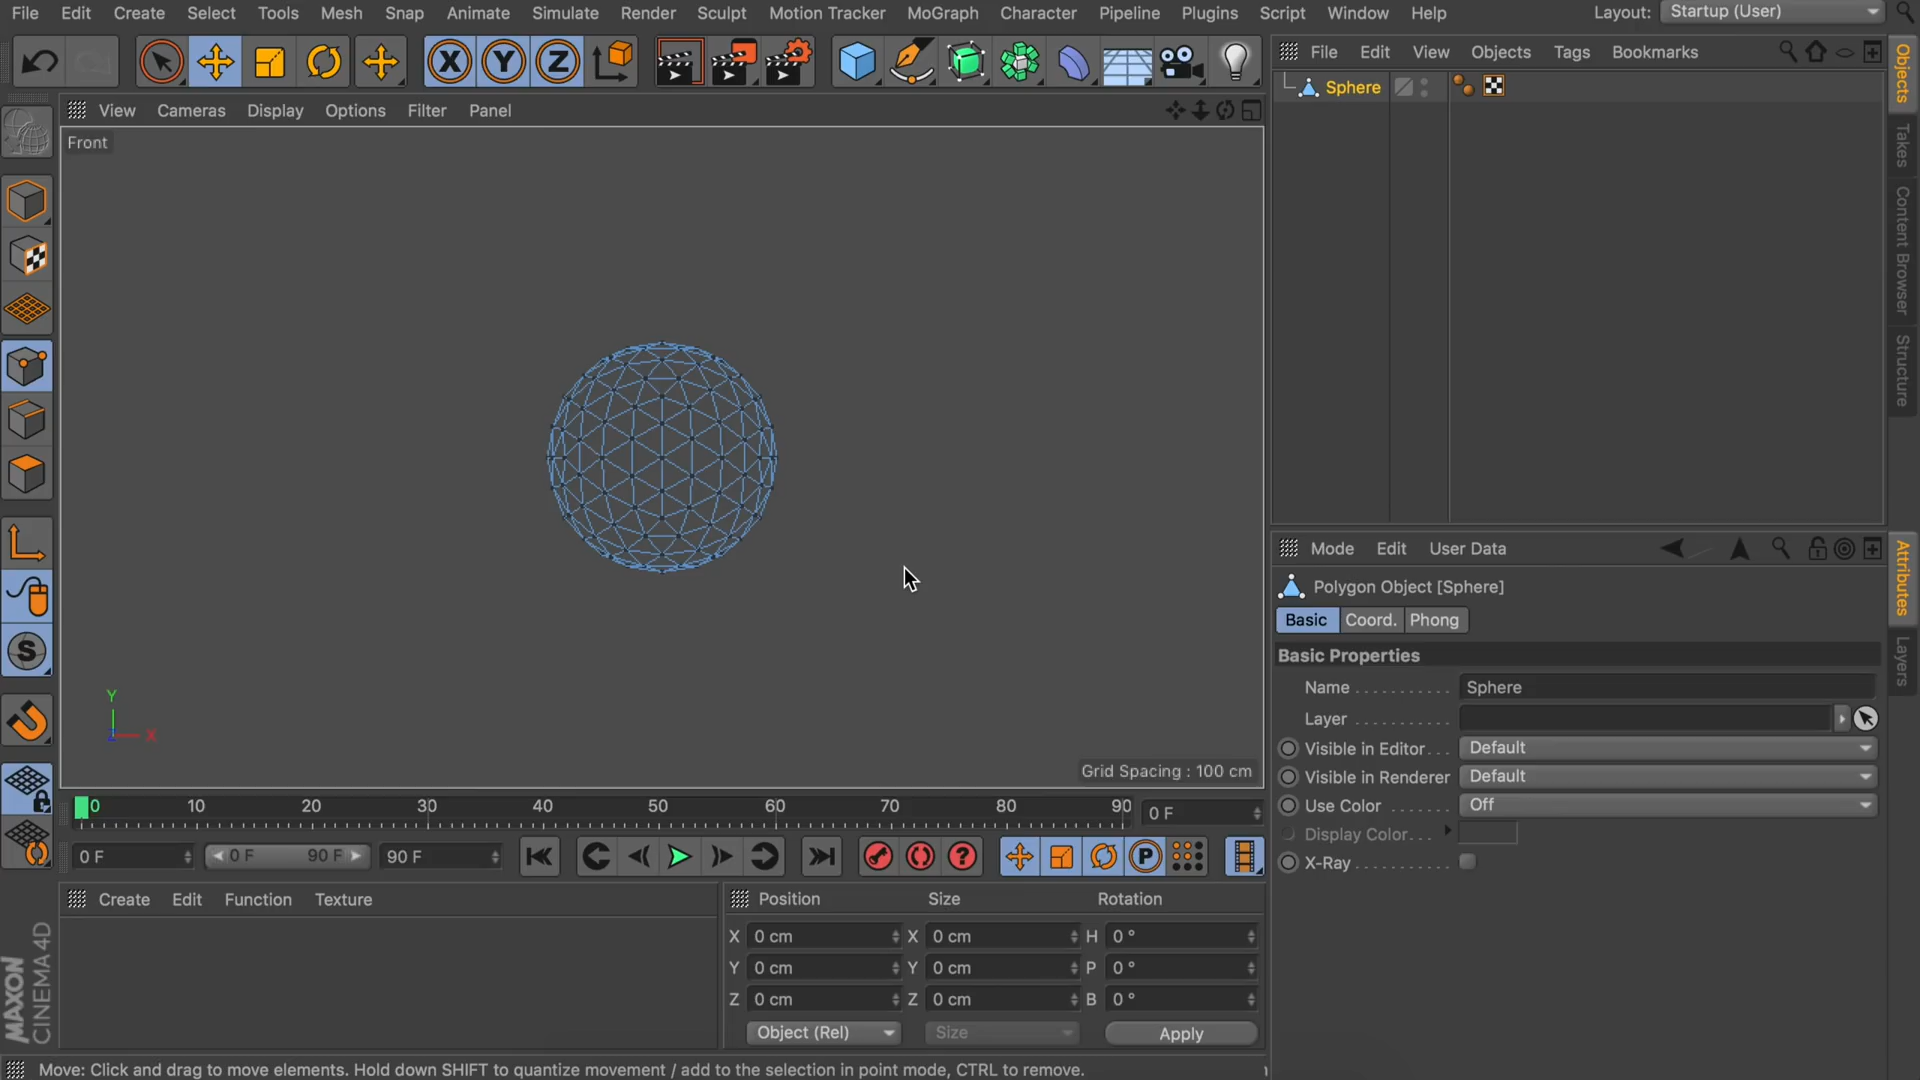 File Edit Create Select Tools Mesh Snap Animate Simulate Render Sculpt Motion Tracker MoGraph Character Pipeline Plugins Script Window Help Layout: Startup (User)
X Y Z
File Edit View Objects Tags Bookmarks
View Cameras Display Options Filter Panel
Sphere
Front
Objects
Takes
Content Browser
Structure
Mode Edit User Data
Polygon Object [Sphere]
Basic Coord. Phong
Basic Properties
Name . . . . . . . . . . . Sphere
Layer . . . . . . . . . . .
Visible in Editor . . . Default
Visible in Renderer Default
Use Color . . . . . . . Off
Display Color . . .
X-Ray . . . . . . . . . . .
Attributes
Layers
S
Y
Z X
Grid Spacing : 100 cm
0 10 20 30 40 50 60 70 80 90 0 F
0 F 0 F 90 F 90 F ? P
Create Edit Function Texture
Position Size Rotation
X 0 cm X 0 cm H 0 °
Y 0 cm Y 0 cm P 0 °
Z 0 cm Z 0 cm B 0 °
Object (Rel) Size Apply
MAXON
CINEMA 4D
Move: Click and drag to move elements. Hold down SHIFT to quantize movement / add to the selection in point mode, CTRL to remove.